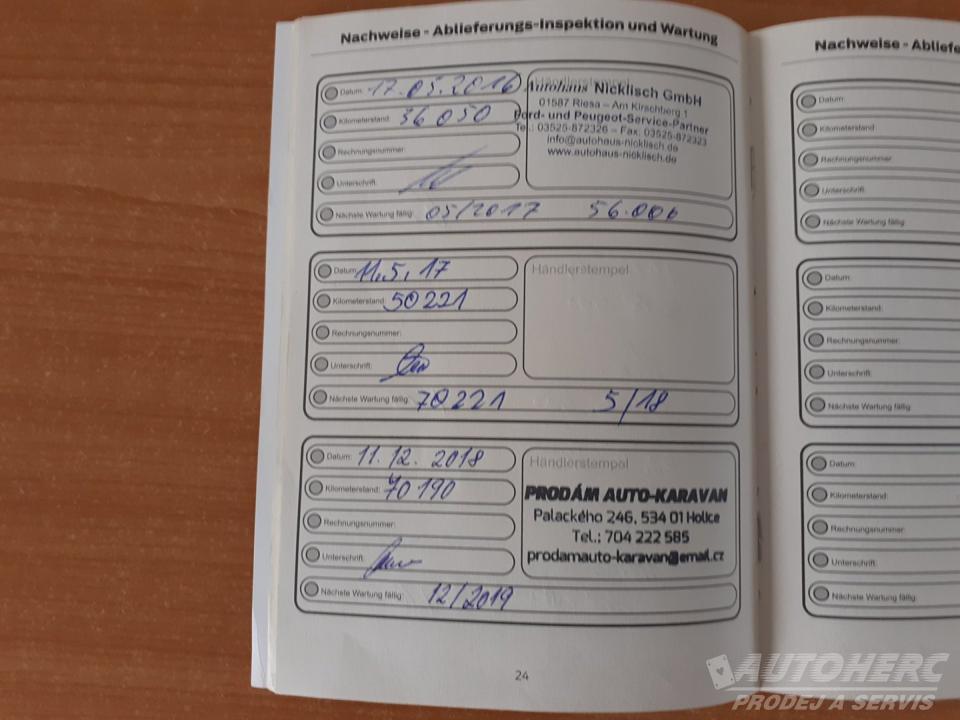 Nachweise - Ablieferungs-Inspektion und Wartung
Datum: 17.05.2016
Kilometerstand: 36 050
Rechnungsnummer:
Unterschrift:
Nächste Wartung fällig: 05/2017 56.000
Händlerstempel
Autohaus Nicklisch GmbH
01587 Riesa – Am Kirschberg 1
Ford- und Peugeot-Service-Partner
Tel.: 03525-872326 – Fax: 03525-872323
info@autohaus-nicklisch.de
www.autohaus-nicklisch.de
Datum: 11.5.17
Kilometerstand: 50221
Rechnungsnummer:
Unterschrift:
Nächste Wartung fällig: 70221 5/18
Händlerstempel
Datum: 11.12.2018
Kilometerstand: 70190
Rechnungsnummer:
Unterschrift:
Nächste Wartung fällig: 12/2019
Händlerstempel
PRODÁM AUTO-KARAVAN
Palackého 246, 534 01 Holice
Tel.: 704 222 585
prodamauto-karavan@email.cz
24
Nachweise - Abliefe
Datum:
Kilometerstand:
Rechnungsnummer:
Unterschrift:
Nächste Wartung fällig:
Datum:
Kilometerstand:
Rechnungsnummer:
Unterschrift:
Nächste Wartung fällig:
Datum:
Kilometerstand:
Rechnungsnummer:
Unterschrift:
Nächste Wartung fällig:
AUTOHERC
PRODEJ A SERVIS